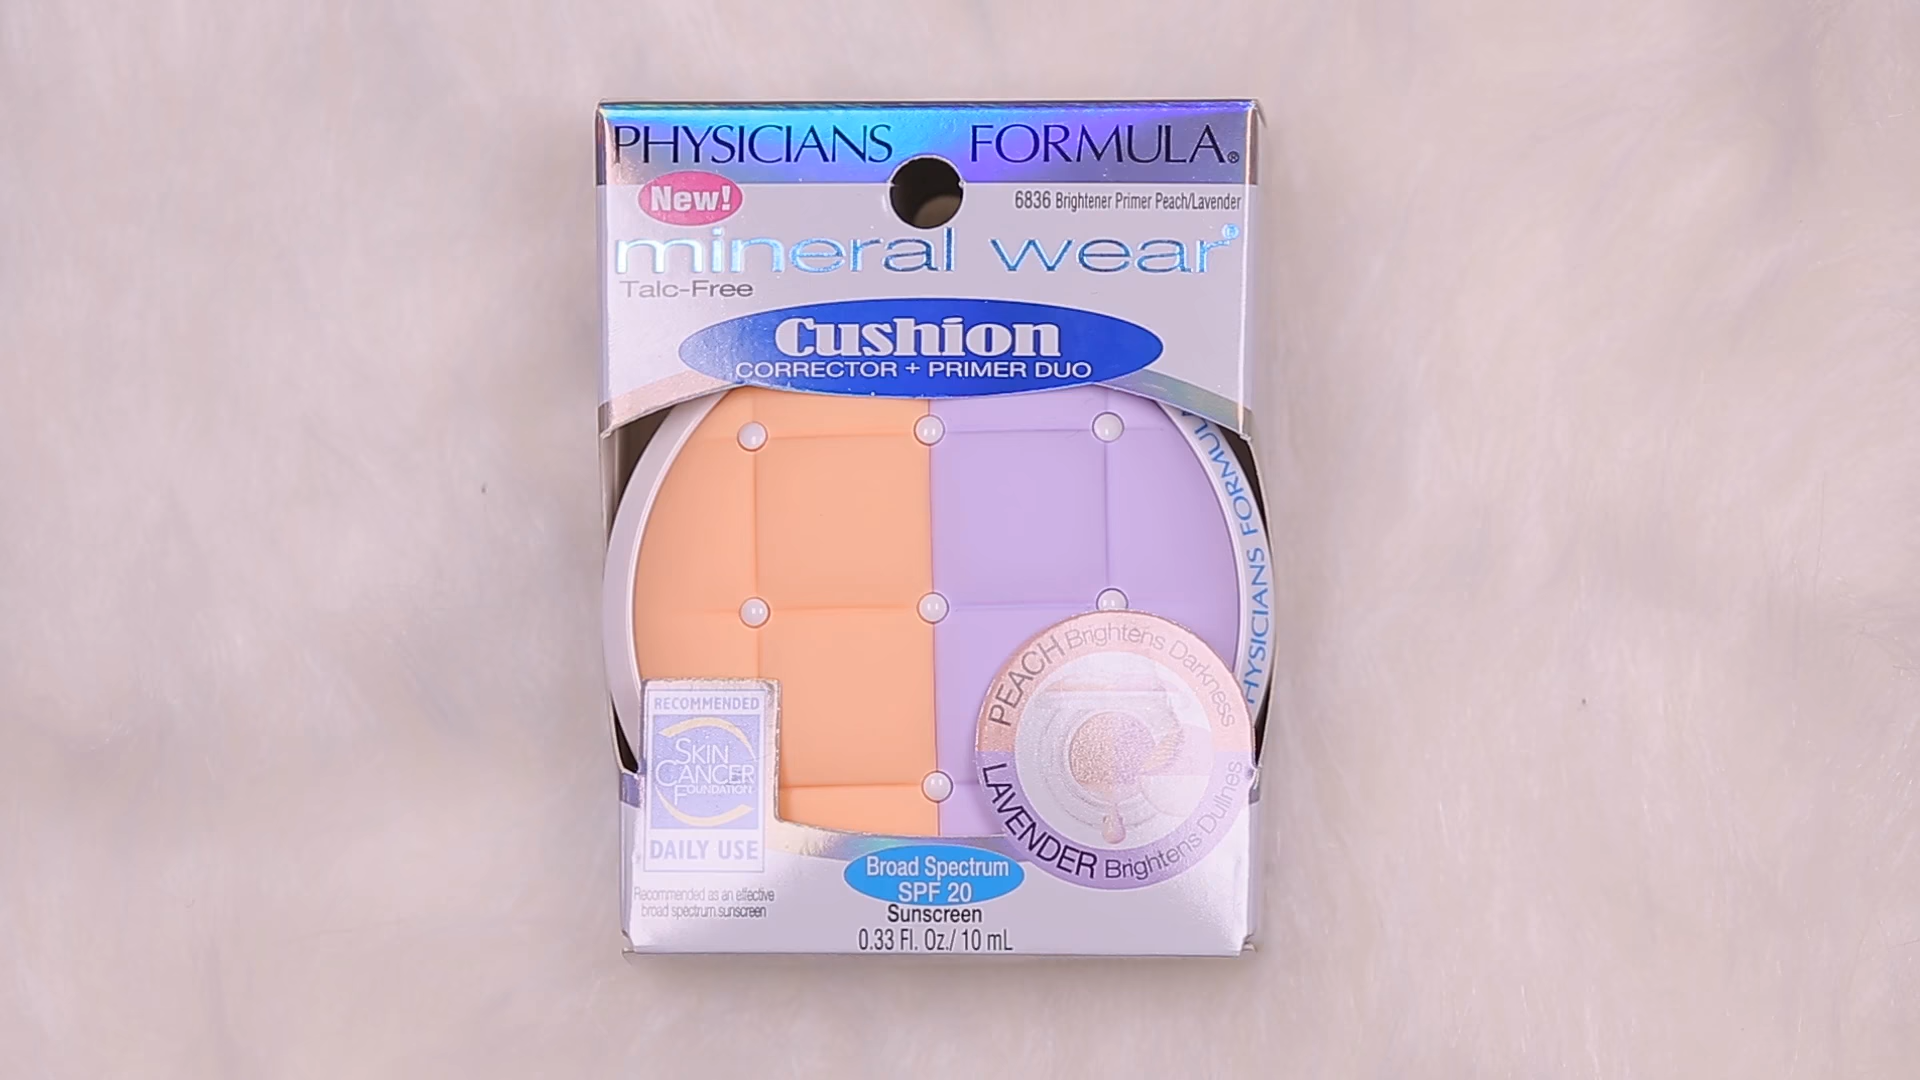 PHYSICIANS FORMULA®
New!
6836 Brightener Primer Peach/Lavender
mineral wear®
Talc-Free
Cushion
CORRECTOR + PRIMER DUO
PHYSICIANS FORMULA
PEACH Brightens Darkness
LAVENDER Brightens Dullness
RECOMMENDED
SKIN
CANCER
FOUNDATION
DAILY USE
Recommended as an effective
broad spectrum sunscreen
Broad Spectrum
SPF 20
Sunscreen
0.33 Fl. Oz./ 10 mL